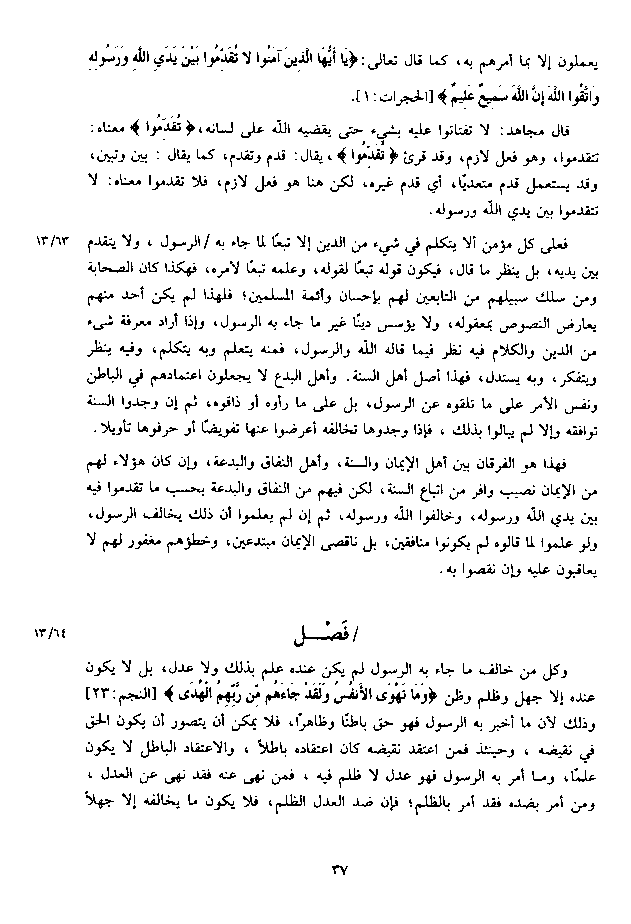 يعملون إلا بما أمرهم به، كما قال تعالى: ﴿يَا أَيُّهَا الَّذِينَ آمَنُوا لا تُقَدِّمُوا بَيْنَ يَدَيِ اللَّهِ وَرَسُولِهِ
وَاتَّقُوا اللَّهَ إِنَّ اللَّهَ سَمِيعٌ عَلِيمٌ﴾ [الحجرات: ١].
قال مجاهد: لا تفتاتوا عليه بشيء حتى يقضيه الله على لسانه، ﴿تُقَدِّمُوا﴾ معناه:
تتقدموا، وهو فعل لازم، وقد قرئ ﴿تُقَدِّمُوا﴾، يقال: قدم وتقدم، كما يقال: بين وتبين،
وقد يستعمل قدم متعديًا، أي قدم غيره، لكن هنا هو فعل لازم، فلا تقدموا معناه: لا
تتقدموا بين يدي الله ورسوله.
١٣/٦٣ فعلى كل مؤمن ألا يتكلم في شيء من الدين إلا تبعًا لما جاء به / الرسول، ولا يتقدم
بين يديه، بل ينظر ما قال، فيكون قوله تبعًا لقوله، وعلمه تبعًا لأمره، فهكذا كان الصحابة
ومن سلك سبيلهم من التابعين لهم بإحسان وأئمة المسلمين؛ فلهذا لم يكن أحد منهم
يعارض النصوص بمعقوله، ولا يؤسس دينًا غير ما جاء به الرسول، وإذا أراد معرفة شيء
من الدين والكلام فيه نظر فيما قاله الله والرسول، فمنه يتعلم وبه يتكلم، وفيه ينظر
ويتفكر، وبه يستدل، فهذا أصل أهل السنة. وأهل البدع لا يجعلون اعتمادهم في الباطن
ونفس الأمر على ما تلقوه عن الرسول، بل على ما رأوه أو ذاقوه، ثم إن وجدوا السنة
توافقه وإلا لم يبالوا بذلك، فإذا وجدوها تخالفه أعرضوا عنها تفويضًا أو حرفوها تأويلا.
فهذا هو الفرقان بين أهل الإيمان والسنة، وأهل النفاق والبدعة، وإن كان هؤلاء لهم
من الإيمان نصيب وافر من اتباع السنة، لكن فيهم من النفاق والبدعة بحسب ما تقدموا فيه
بين يدي الله ورسوله، وخالفوا الله ورسوله، ثم إن لم يعلموا أن ذلك يخالف الرسول،
ولو علموا لما قالوه لم يكونوا منافقين، بل ناقصي الإيمان مبتدعين، وخطؤهم مغفور لهم لا
يعاقبون عليه وإن نقصوا به.
١٣/٦٤ / فَصْـــل
وكل من خالف ما جاء به الرسول لم يكن عنده علم بذلك ولا عدل، بل لا يكون
عنده إلا جهل وظلم وظن ﴿وَمَا تَهْوَى الأَنفُسُ وَلَقَدْ جَاءَهُم مِّن رَّبِّهِمُ الْهُدَى﴾ [النجم: ٢٣]
وذلك لأن ما أخبر به الرسول فهو حق باطنًا وظاهرًا، فلا يمكن أن يتصور أن يكون الحق
في نقيضه، وحينئذ فمن اعتقد نقيضه كان اعتقاده باطلاً، والاعتقاد الباطل لا يكون
علمًا، وما أمر به الرسول فهو عدل لا ظلم فيه، فمن نهى عنه فقد نهى عن العدل،
ومن أمر بضده فقد أمر بالظلم؛ فإن ضد العدل الظلم، فلا يكون ما يخالفه إلا جهلاً
٣٧